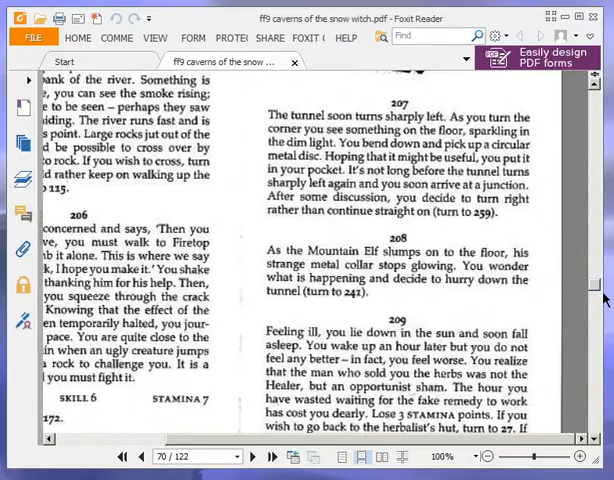 ff9 caverns of the snow witch.pdf - Foxit Reader
FILE HOME COMME PAGE PROTE SHARE FOXIT C HELP Find
Start ff9 caverns of the snow ... Easily design
PDF forms
bank of the river. Something is
e, you can see the smoke rising;
e to be seen – perhaps they saw
iding. The river runs fast and is
s point. Large rocks jut out of the
d be possible to cross over by
to rock. If you wish to cross, turn
ld rather keep on walking up the
o 115.
206
concerned and says, 'Then you
ve, you must walk to Firetop
nb it alone. This is where we say
k, I hope you make it.' You shake
thanking him for his help. Then,
you squeeze through the crack
Knowing that the effect of the
en temporarily halted, you jour-
pace. You are quite close to the
in when an ugly creature jumps
a rock to challenge you. It is a
l you must fight it.
SKILL 6 STAMINA 7
172.
207
The tunnel soon turns sharply left. As you turn the
corner you see something on the floor, sparkling in
the dim light. You bend down and pick up a circular
metal disc. Hoping that it might be useful, you put it
in your pocket. It's not long before the tunnel turns
sharply left again and you soon arrive at a junction.
After some discussion, you decide to turn right
rather than continue straight on (turn to 259).
208
As the Mountain Elf slumps on to the floor, his
strange metal collar stops glowing. You wonder
what is happening and decide to hurry down the
tunnel (turn to 241).
209
Feeling ill, you lie down in the sun and soon fall
asleep. You wake up an hour later but you do not
feel any better – in fact, you feel worse. You realize
that the man who sold you the herbs was not the
Healer, but an opportunist sham. The hour you
have wasted waiting for the fake remedy to work
has cost you dearly. Lose 3 STAMINA points. If you
wish to go back to the herbalist's hut, turn to 27. If
70 / 122 100%